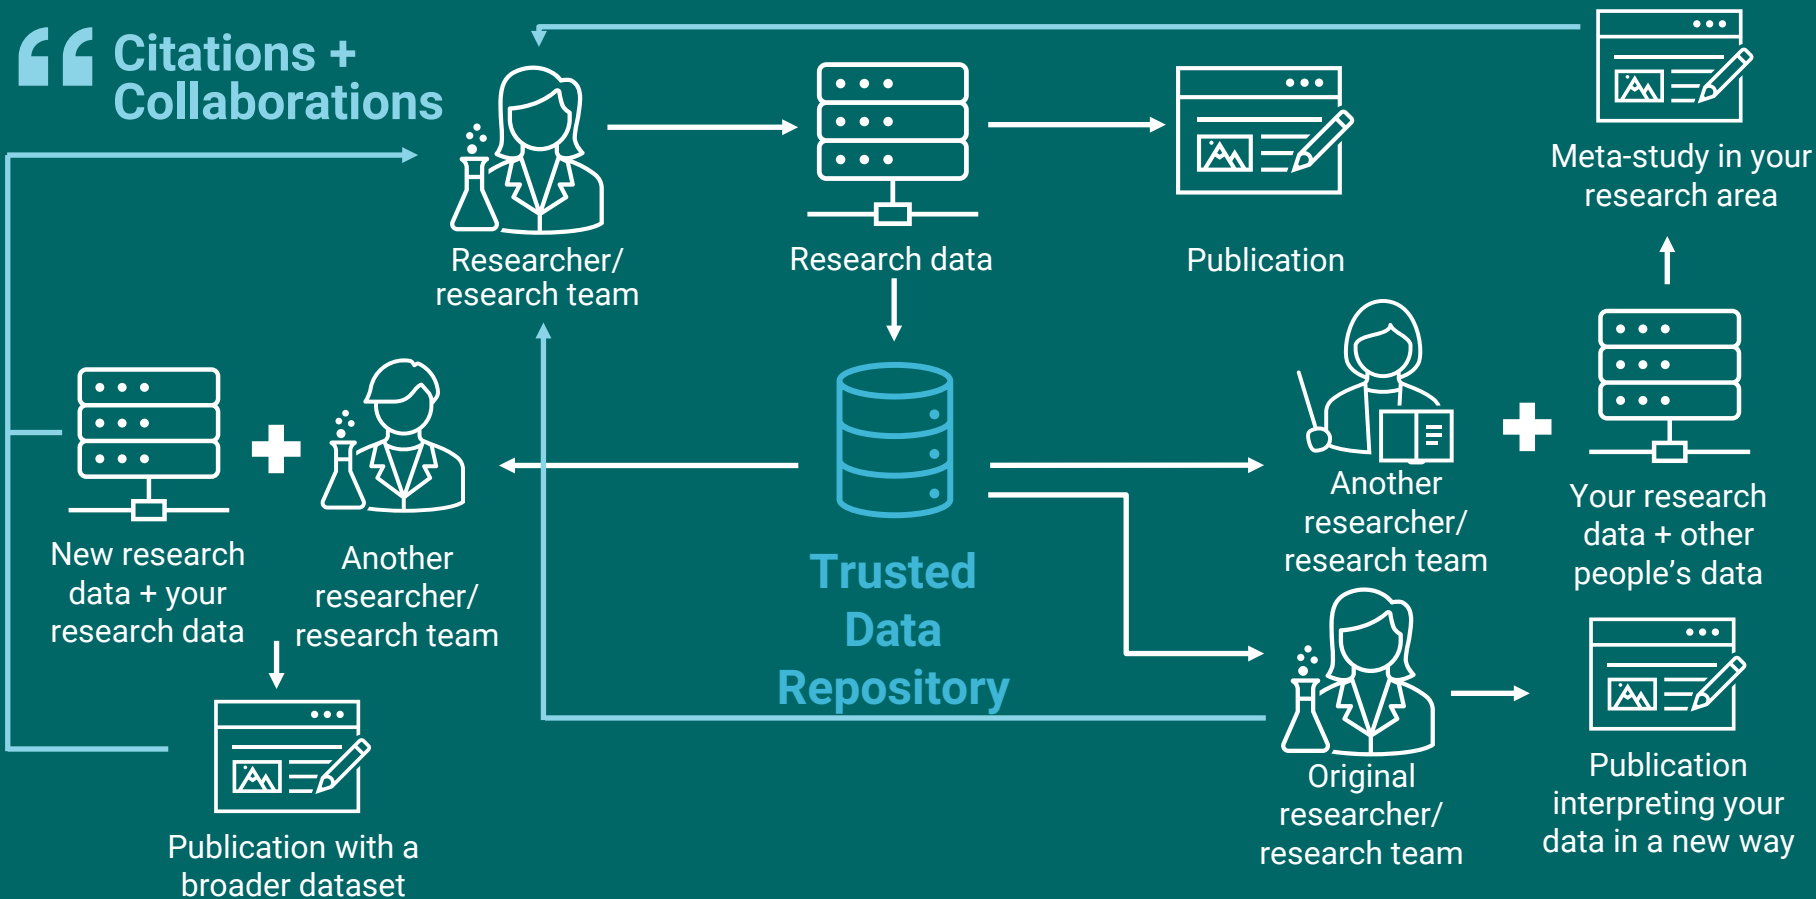 “
Citations +
Collaborations
Researcher/
research team
Research data
Publication
Meta-study in your
research area
New research
data + your
research data
Another
researcher/
research team
Trusted
Data
Repository
Another
researcher/
research team
Your research
data + other
people’s data
Publication with a
broader dataset
Original
researcher/
research team
Publication
interpreting your
data in a new way